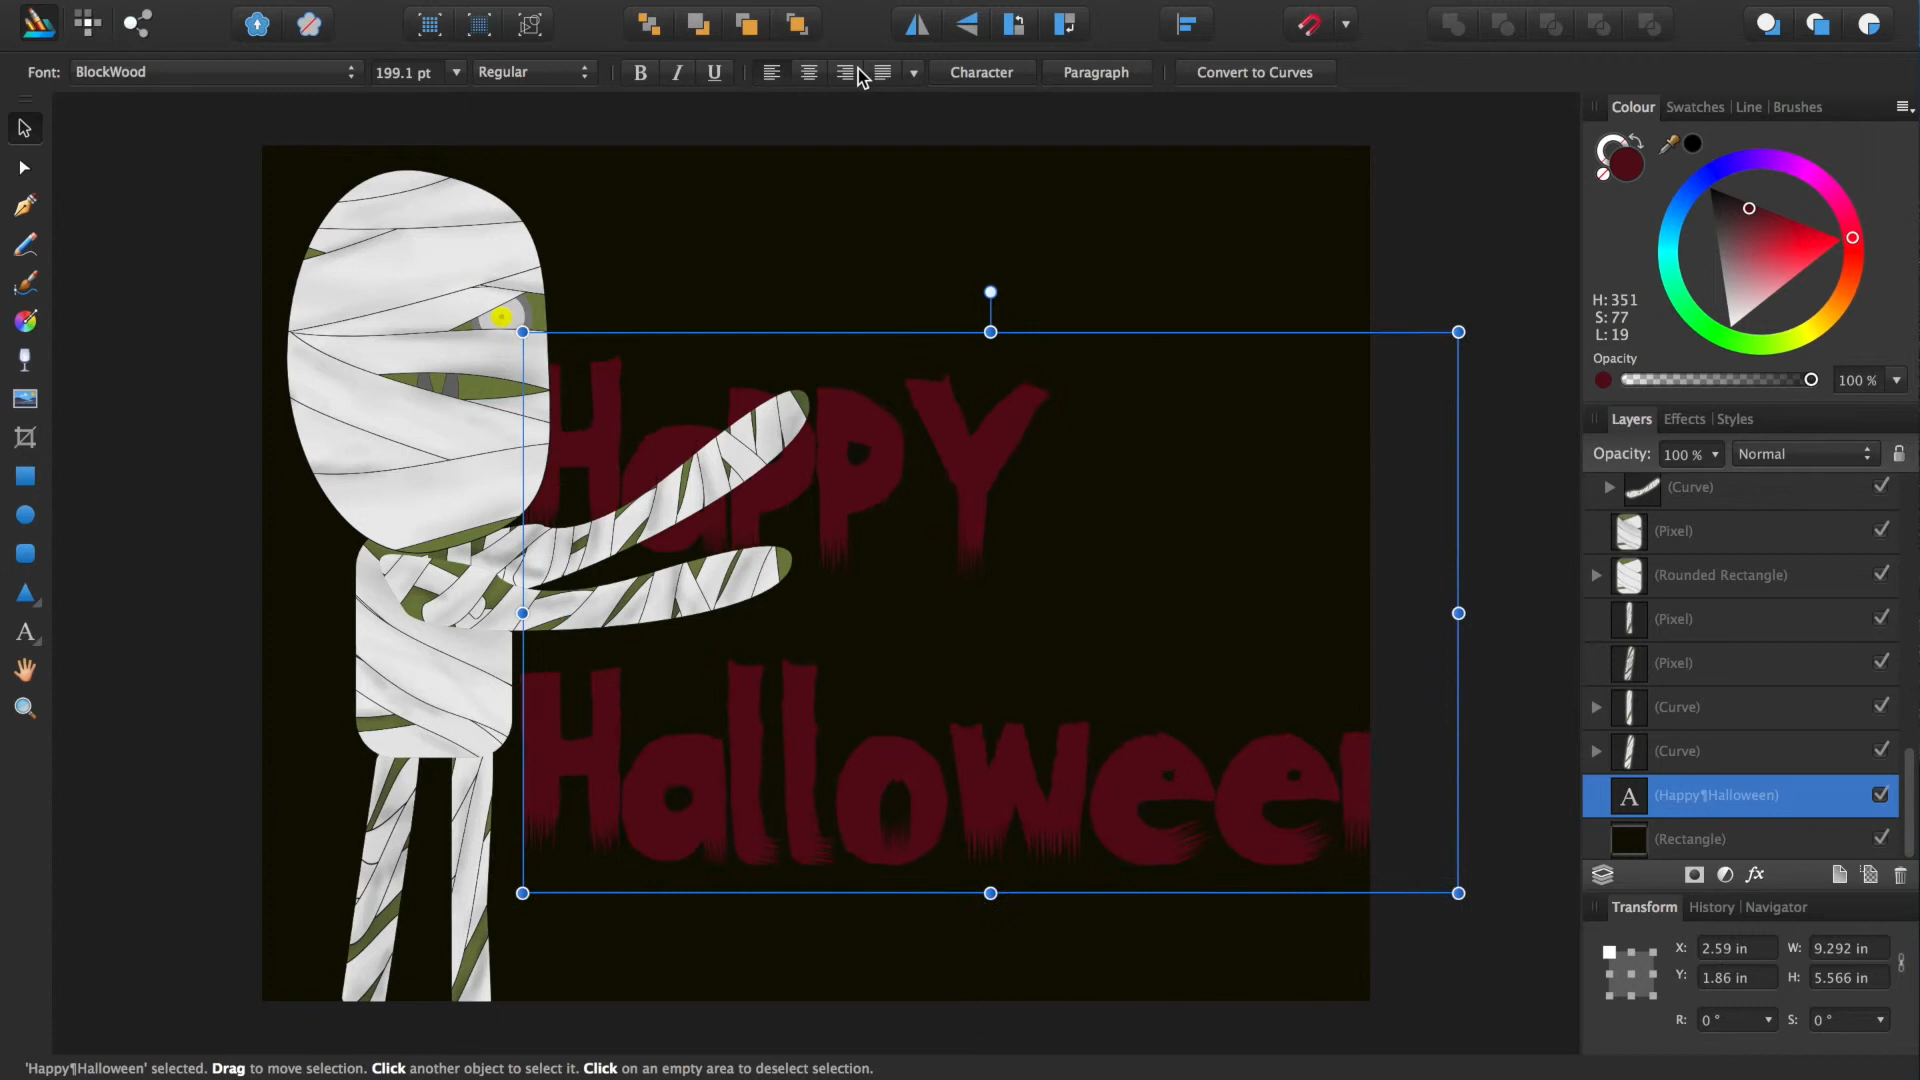 Font: BlockWood 199.1 pt Regular B I U Character Paragraph Convert to Curves
Colour Swatches Line Brushes
H: 351
S: 77
L: 19
Opacity
100 %
Layers Effects Styles
Opacity: 100 % Normal
(Curve)
(Pixel)
(Rounded Rectangle)
(Pixel)
(Pixel)
(Curve)
(Curve)
A (Happy¶Halloween)
(Rectangle)
fx
Transform History Navigator
X: 2.59 in W: 9.292 in
Y: 1.86 in H: 5.566 in
R: 0 ° S: 0 °
A
HaPPY
Halloween
'Happy¶Halloween' selected. Drag to move selection. Click another object to select it. Click on an empty area to deselect selection.